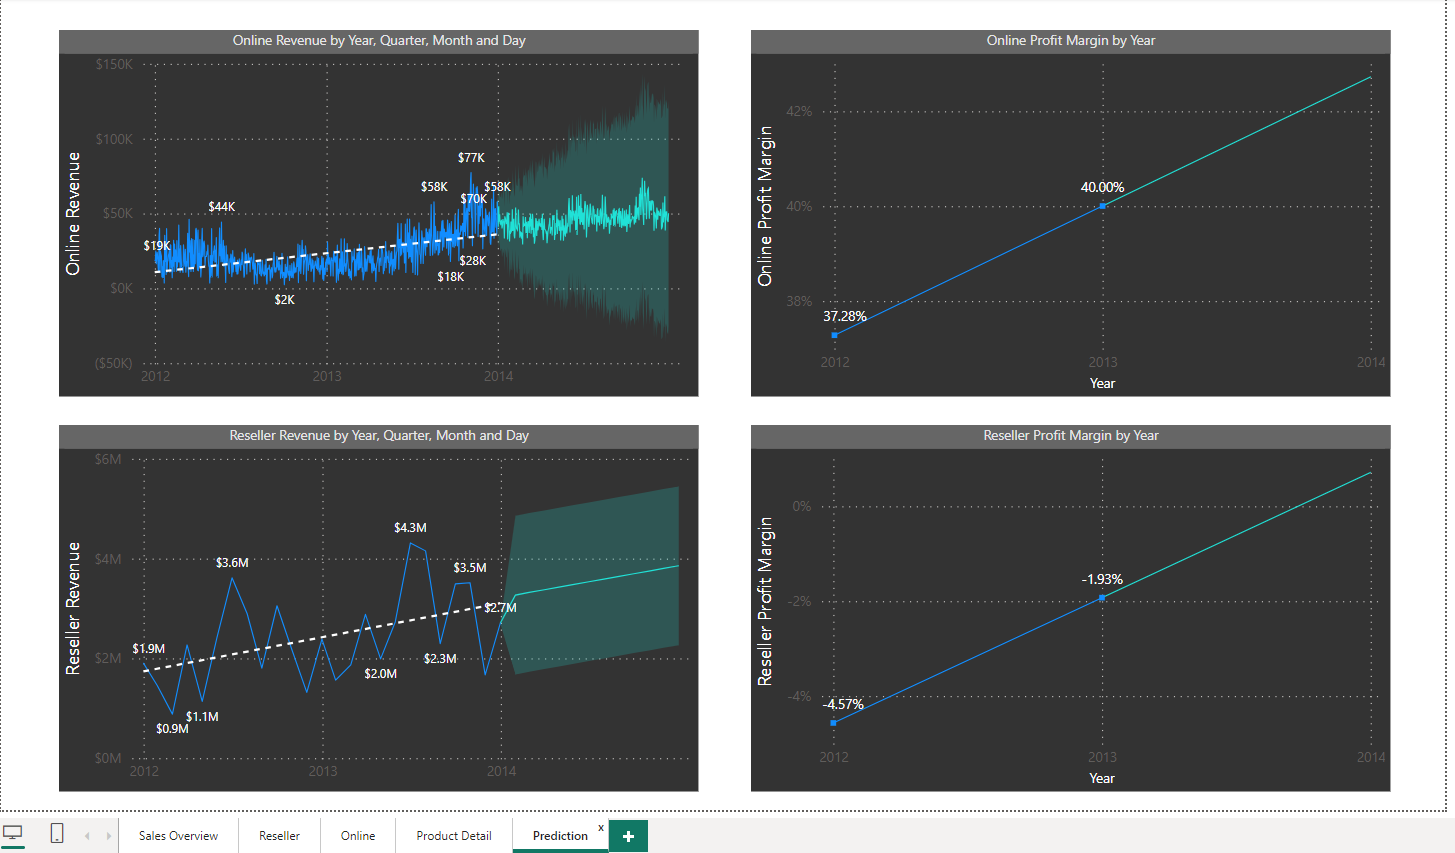 Online Revenue by Year, Quarter, Month and Day
Online Revenue
$150K
$100K
$50K
$0K
($50K)
$19K
$44K
$2K
$58K
$77K
$70K
$58K
$28K
$18K
2012
2013
2014
Online Profit Margin by Year
Online Profit Margin
42%
40%
38%
37.28%
40.00%
2012
2013
2014
Year
Reseller Revenue by Year, Quarter, Month and Day
Reseller Revenue
$6M
$4M
$2M
$0M
$1.9M
$0.9M
$1.1M
$3.6M
$2.0M
$4.3M
$2.3M
$3.5M
$2.7M
2012
2013
2014
Reseller Profit Margin by Year
Reseller Profit Margin
0%
-2%
-4%
-4.57%
-1.93%
2012
2013
2014
Year
Sales Overview
Reseller
Online
Product Detail
Prediction
x
+